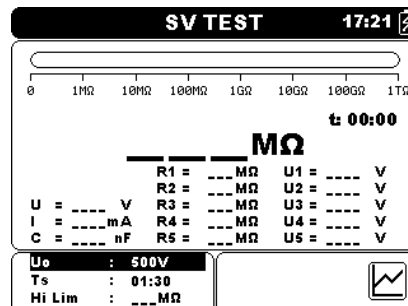 SV TEST 17:21
0 1MΩ 10MΩ 100MΩ 1GΩ 10GΩ 100GΩ 1TΩ
t: 00:00
___ ___ ___MΩ
R1 = ___MΩ U1 = ____ V
R2 = ___MΩ U2 = ____ V
U = ____ V R3 = ___MΩ U3 = ____ V
I = ____mA R4 = ___MΩ U4 = ____ V
C = ____ nF R5 = ___MΩ U5 = ____ V
Uo : 500V
Ts : 01:30
Hi Lim : ___MΩ